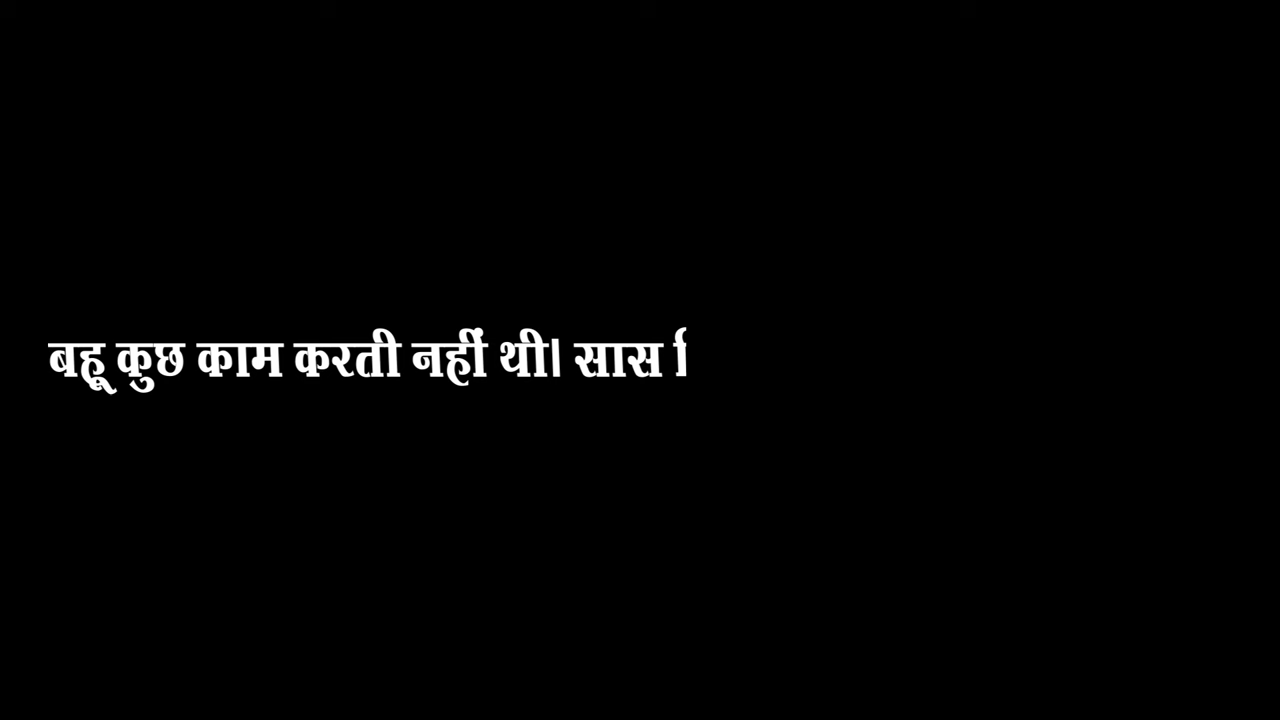 बहू कुछ काम करती नहीं थी। सास